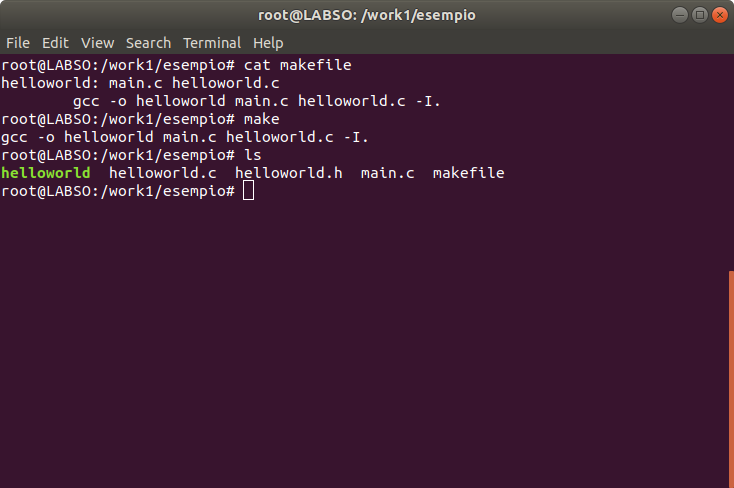 root@LABSO: /work1/esempio
File Edit View Search Terminal Help
root@LABSO:/work1/esempio# cat makefile
helloworld: main.c helloworld.c
        gcc -o helloworld main.c helloworld.c -I.
root@LABSO:/work1/esempio# make
gcc -o helloworld main.c helloworld.c -I.
root@LABSO:/work1/esempio# ls
helloworld  helloworld.c  helloworld.h  main.c  makefile
root@LABSO:/work1/esempio#